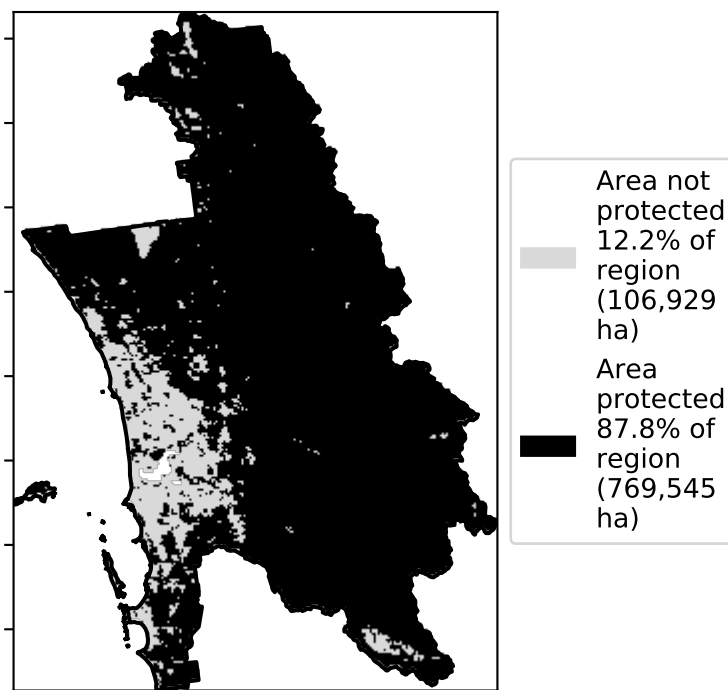 Area not
protected
12.2% of
region
(106,929
ha)
Area
protected
87.8% of
region
(769,545
ha)